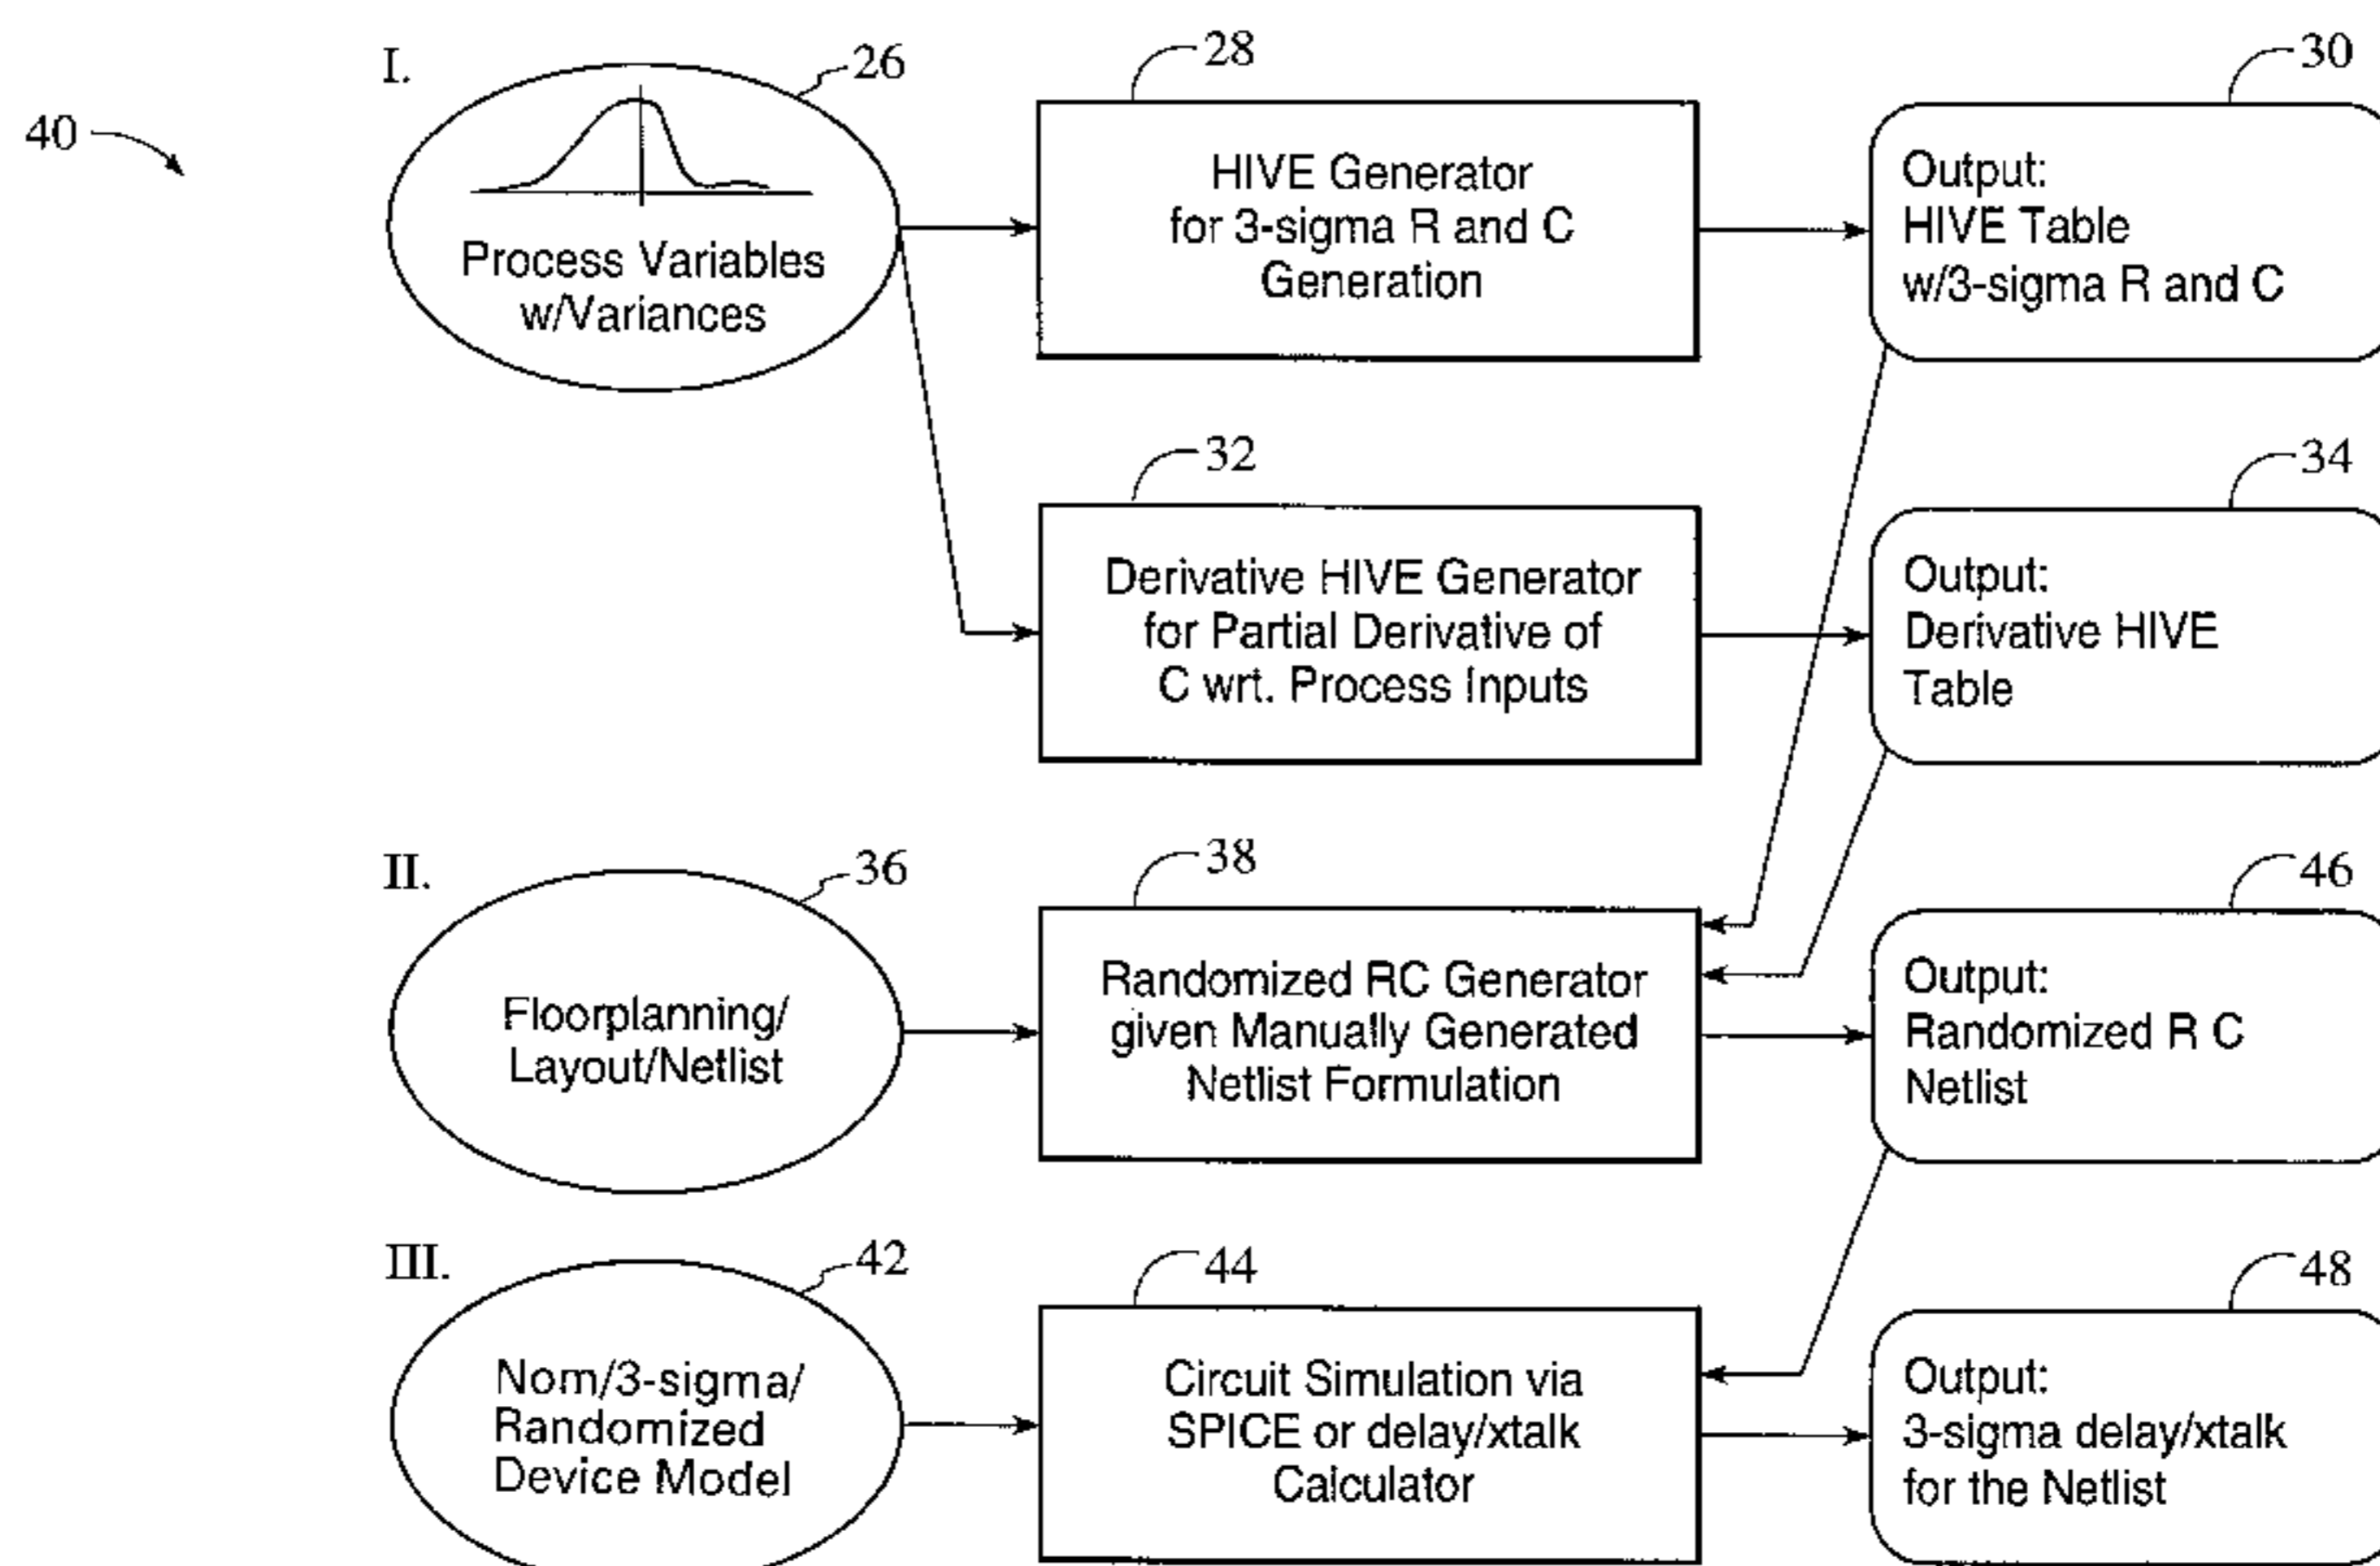 40
I.
26
Process Variables
w/Variances
28
HIVE Generator
for 3-sigma R and C
Generation
30
Output:
HIVE Table
w/3-sigma R and C
32
Derivative HIVE Generator
for Partial Derivative of
C wrt. Process Inputs
34
Output:
Derivative HIVE
Table
II.
36
Floorplanning/
Layout/Netlist
38
Randomized RC Generator
given Manually Generated
Netlist Formulation
46
Output:
Randomized R C
Netlist
III.
42
Nom/3-sigma/
Randomized
Device Model
44
Circuit Simulation via
SPICE or delay/xtalk
Calculator
48
Output:
3-sigma delay/xtalk
for the Netlist